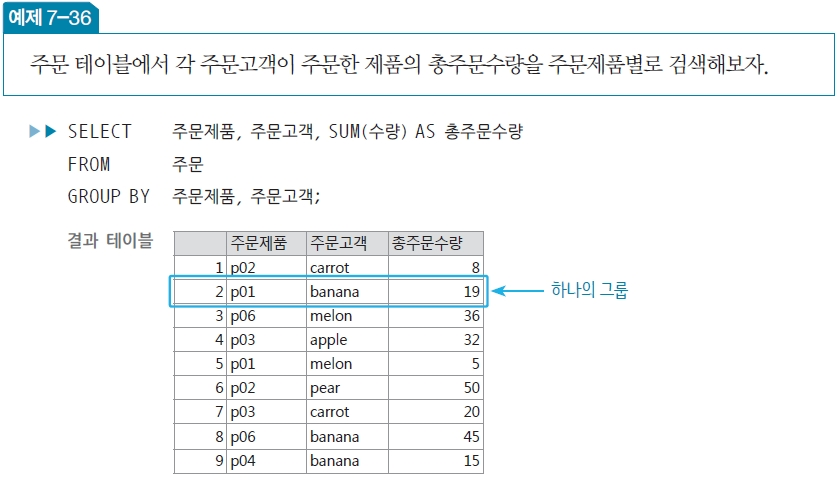 예제 7-36
주문 테이블에서 각 주문고객이 주문한 제품의 총주문수량을 주문제품별로 검색해보자.
▶▶ SELECT 주문제품, 주문고객, SUM(수량) AS 총주문수량
FROM 주문
GROUP BY 주문제품, 주문고객;
결과 테이블
주문제품 주문고객 총주문수량
1 p02 carrot 8
2 p01 banana 19 하나의 그룹
3 p06 melon 36
4 p03 apple 32
5 p01 melon 5
6 p02 pear 50
7 p03 carrot 20
8 p06 banana 45
9 p04 banana 15